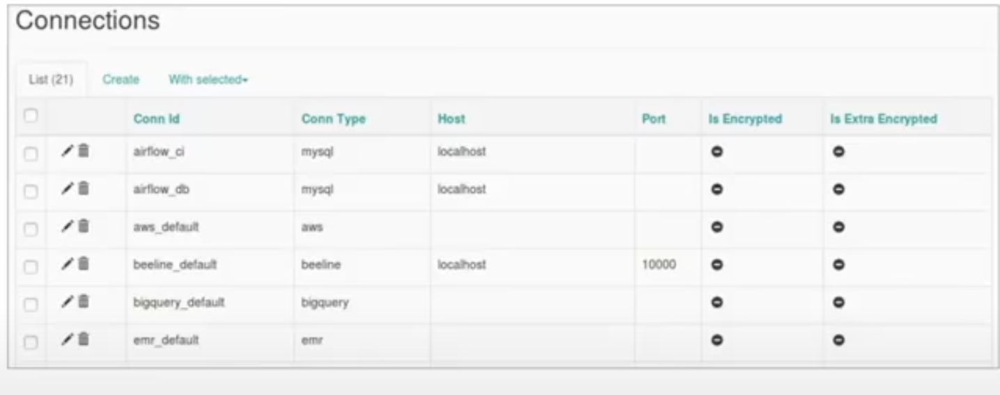 Connections
List (21) Create With selected
Conn Id Conn Type Host Port Is Encrypted Is Extra Encrypted
airflow_ci mysql localhost
airflow_db mysql localhost
aws_default aws
beeline_default beeline localhost 10000
bigquery_default bigquery
emr_default emr